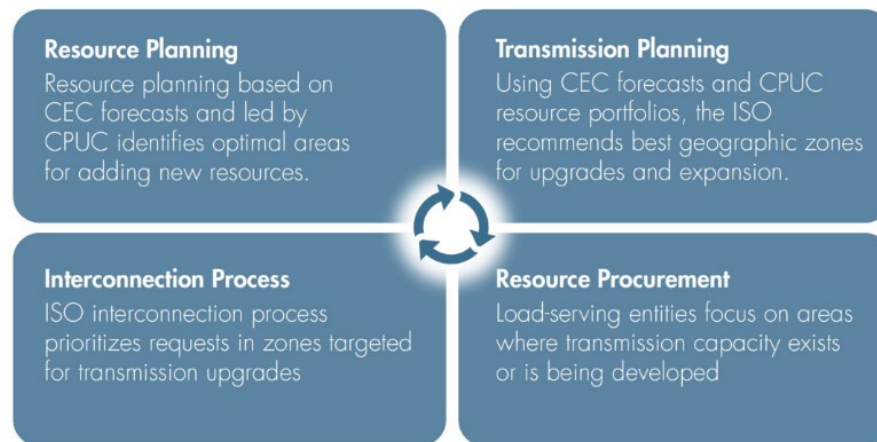 Resource Planning
Resource planning based on
CEC forecasts and led by
CPUC identifies optimal areas
for adding new resources.
Transmission Planning
Using CEC forecasts and CPUC
resource portfolios, the ISO
recommends best geographic zones
for upgrades and expansion.
Interconnection Process
ISO interconnection process
prioritizes requests in zones targeted
for transmission upgrades
Resource Procurement
Load-serving entities focus on areas
where transmission capacity exists
or is being developed